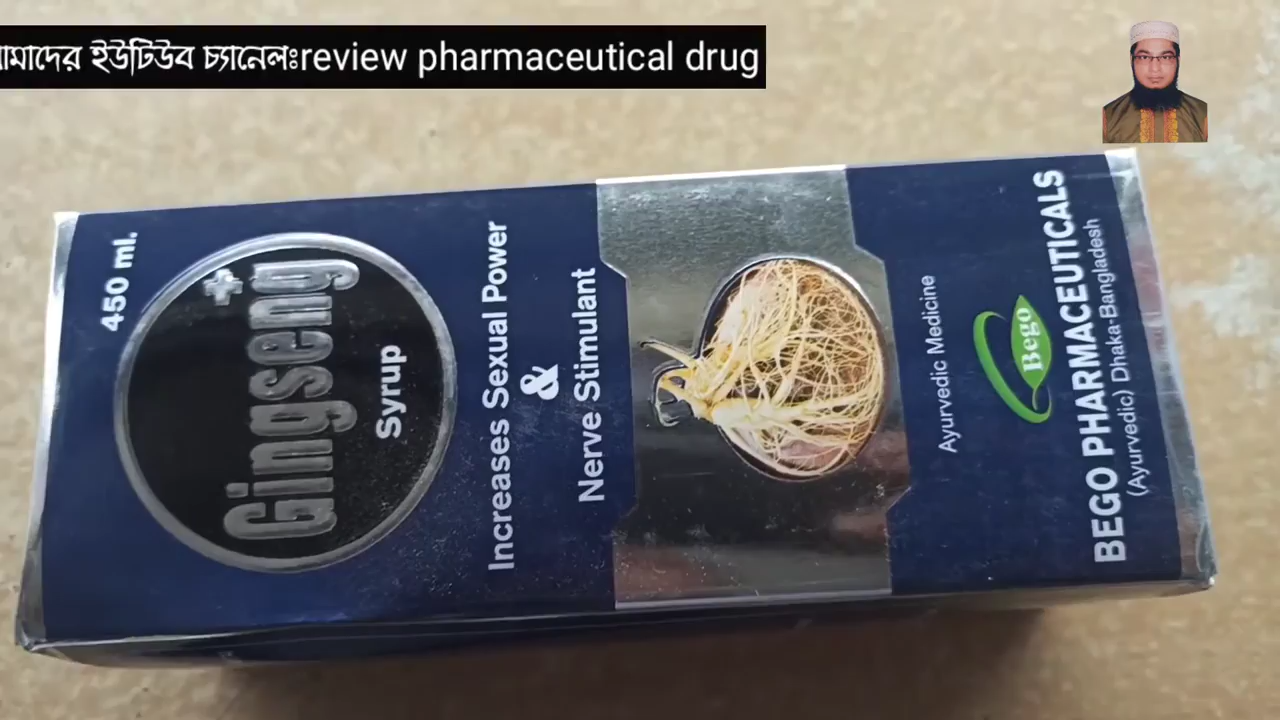 আমাদের ইউটিউব চ্যানেলঃreview pharmaceutical drug
450 ml.
Gingseng+
Syrup
Increases Sexual Power
&
Nerve Stimulant
Ayurvedic Medicine
Bego
BEGO PHARMACEUTICALS
(Ayurvedic) Dhaka-Bangladesh